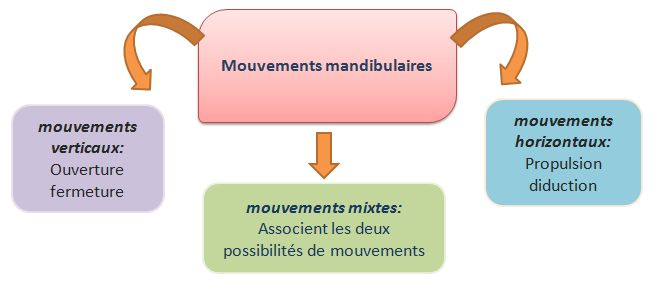 Mouvements mandibulaires
mouvements
verticaux:
Ouverture
fermeture
mouvements mixtes:
Associent les deux
possibilités de mouvements
mouvements
horizontaux:
Propulsion
diduction